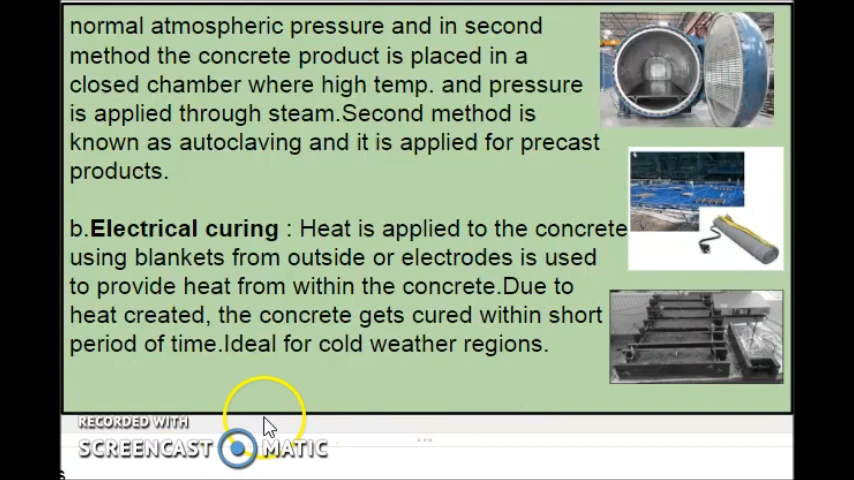 normal atmospheric pressure and in second
method the concrete product is placed in a
closed chamber where high temp. and pressure
is applied through steam.Second method is
known as autoclaving and it is applied for precast
products.
b.Electrical curing : Heat is applied to the concrete
using blankets from outside or electrodes is used
to provide heat from within the concrete.Due to
heat created, the concrete gets cured within short
period of time.Ideal for cold weather regions.
RECORDED WITH
SCREENCAST MATIC
s